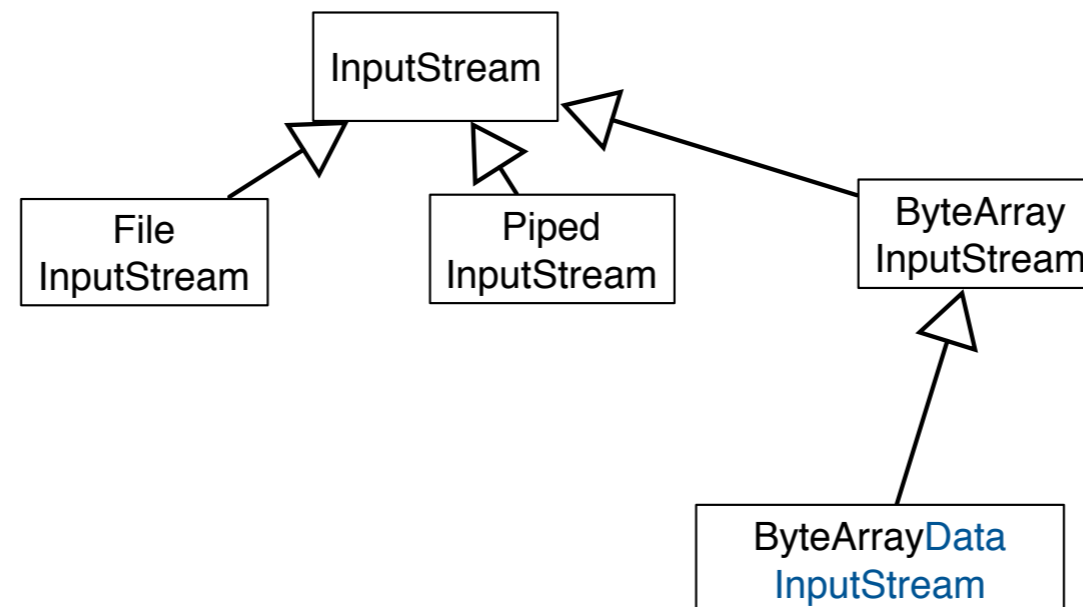 InputStream
File
InputStream
Piped
InputStream
ByteArray
InputStream
ByteArrayData
InputStream